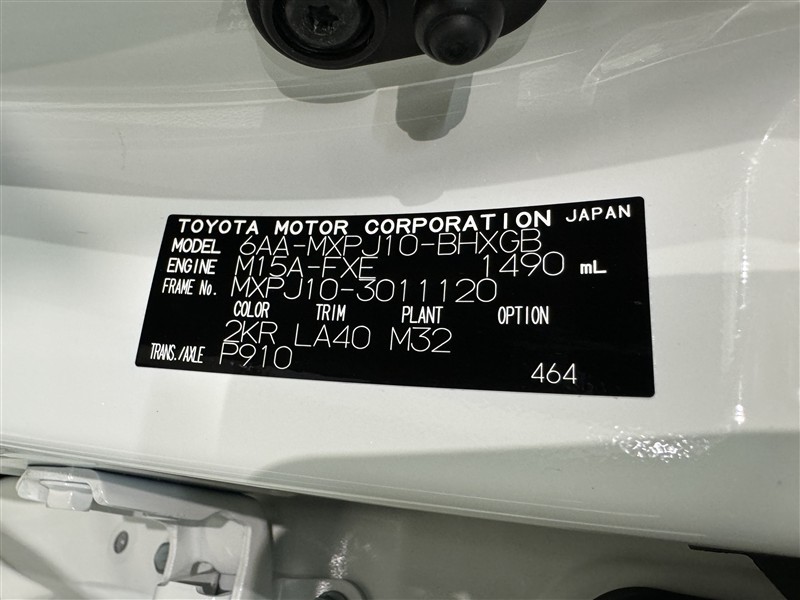 TOYOTA MOTOR CORPORATION JAPAN
MODEL 6AA-MXPJ10-BHXGB
ENGINE M15A-FXE 1490 mL
FRAME No. MXPJ10-3011120
COLOR TRIM PLANT OPTION
2KR LA40 M32
TRANS./AXLE P910
464